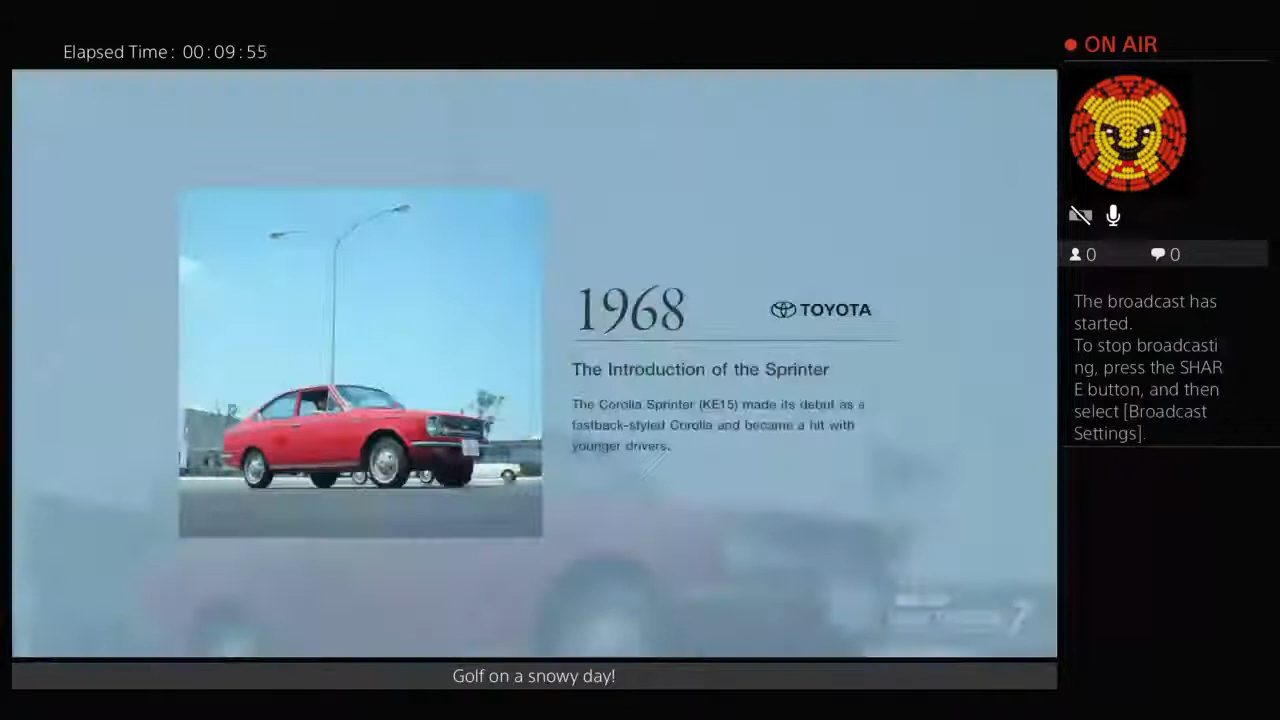 Elapsed Time: 00:09:55
ON AIR
0 0
1968 TOYOTA
The Introduction of the Sprinter
The Corolla Sprinter (KE15) made its debut as a
fastback-styled Corolla and became a hit with
younger drivers.
The broadcast has
started.
To stop broadcasti
ng, press the SHAR
E button, and then
select [Broadcast
Settings].
7
Golf on a snowy day!